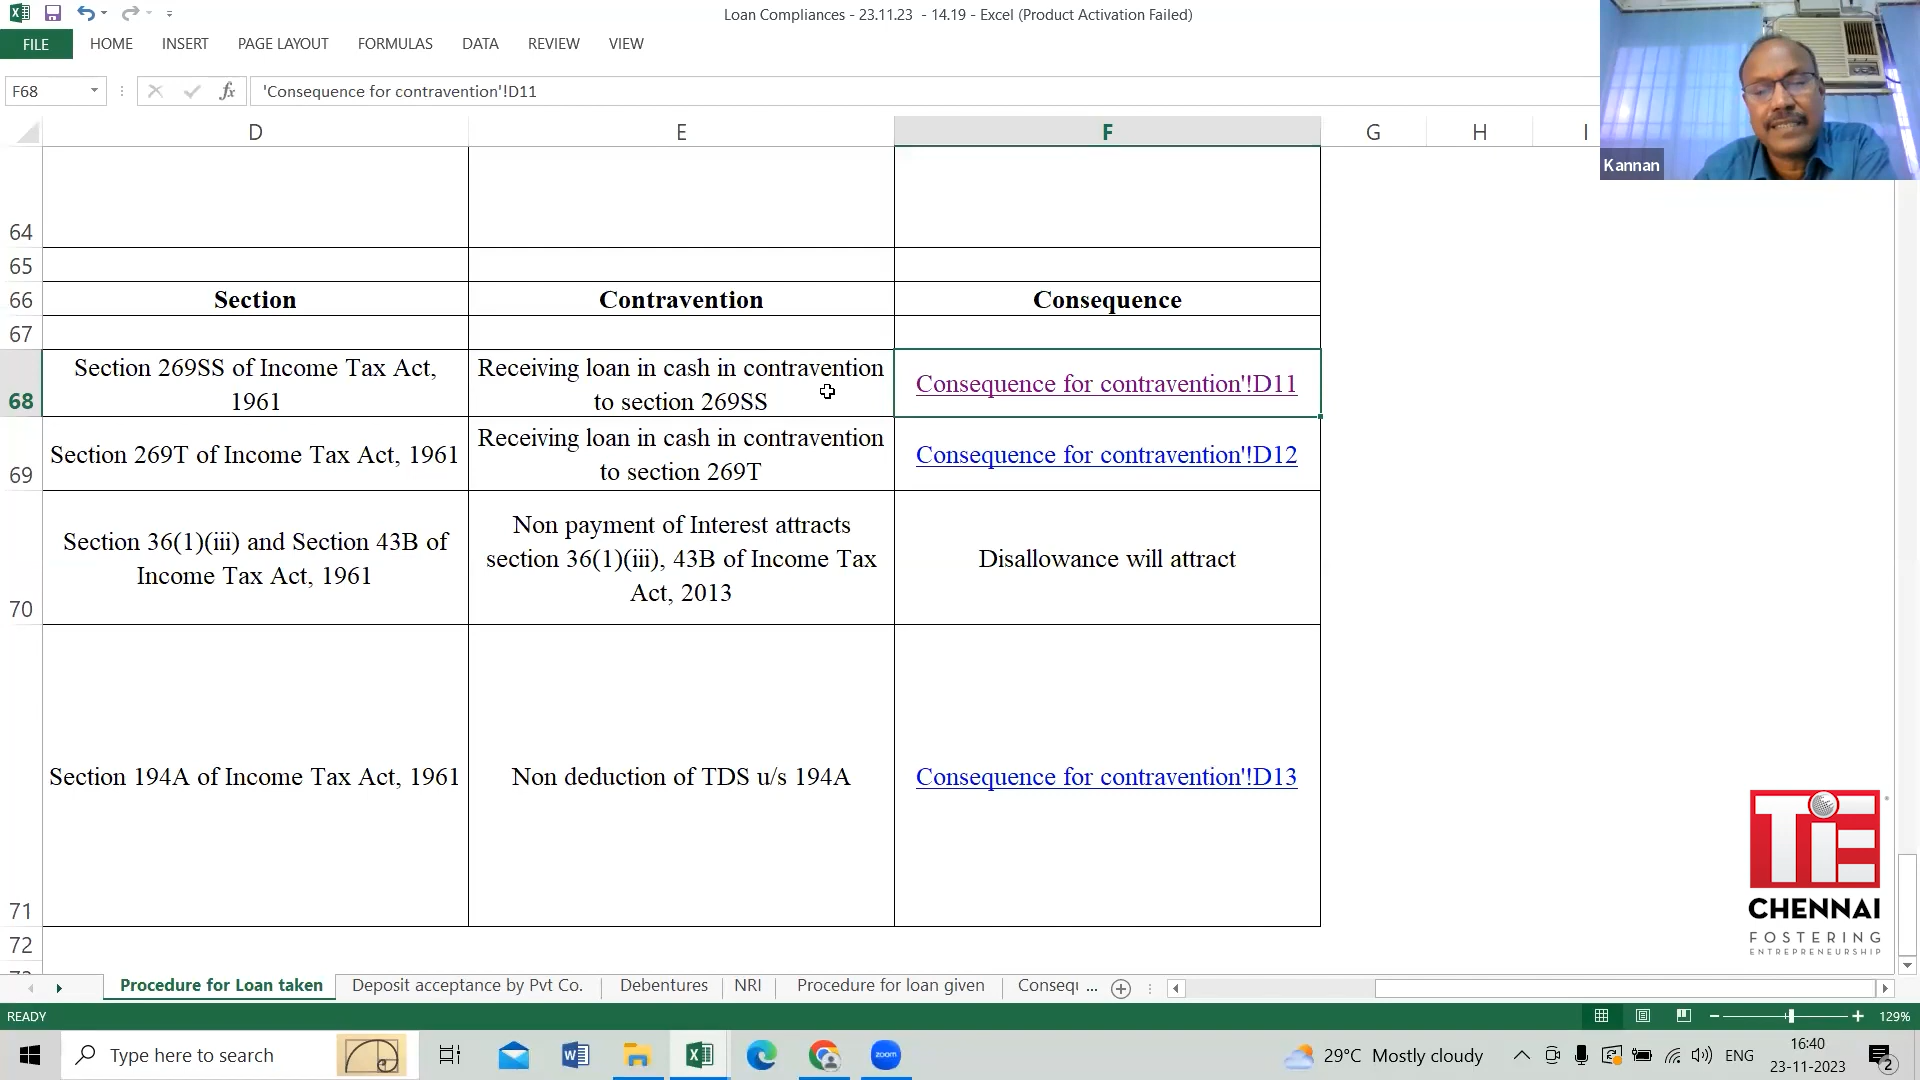 Loan Compliances - 23.11.23 - 14.19 - Excel (Product Activation Failed)
FILE HOME INSERT PAGE LAYOUT FORMULAS DATA REVIEW VIEW
F68 fx 'Consequence for contravention'!D11
Kannan
D E F G H I
64
65
66 Section Contravention Consequence
67
68 Section 269SS of Income Tax Act,
1961
Receiving loan in cash in contravention
to section 269SS
Consequence for contravention'!D11
69 Section 269T of Income Tax Act, 1961
Receiving loan in cash in contravention
to section 269T
Consequence for contravention'!D12
70 Section 36(1)(iii) and Section 43B of
Income Tax Act, 1961
Non payment of Interest attracts
section 36(1)(iii), 43B of Income Tax
Act, 2013
Disallowance will attract
71 Section 194A of Income Tax Act, 1961
Non deduction of TDS u/s 194A
Consequence for contravention'!D13
72
TiE
CHENNAI
FOSTERING
ENTREPRENEURSHIP
Procedure for Loan taken Deposit acceptance by Pvt Co. Debentures NRI Procedure for loan given Consequ ...
READY 129%
Type here to search
zoom
29°C Mostly cloudy ENG
16:40
23-11-2023
2